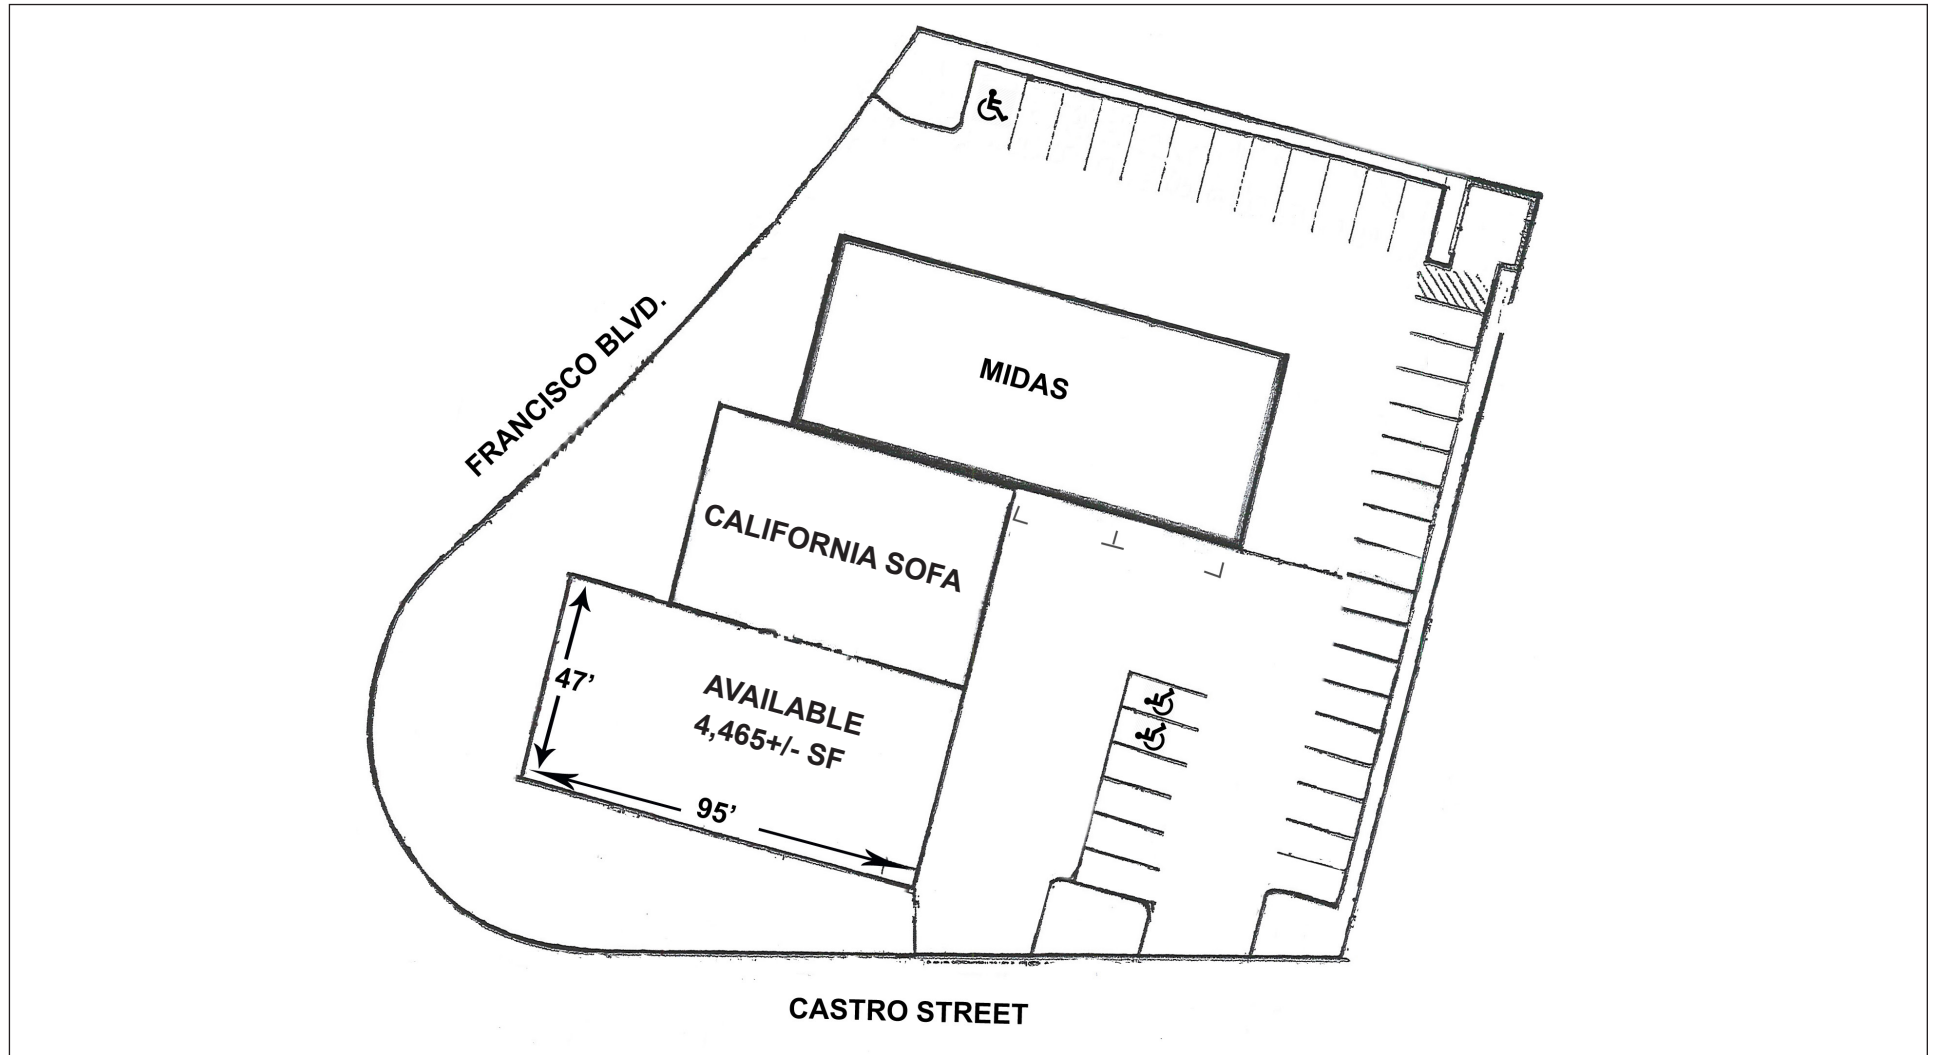 FRANCISCO BLVD.
MIDAS
CALIFORNIA SOFA
47’
AVAILABLE
4,465+/- SF
95’
CASTRO STREET